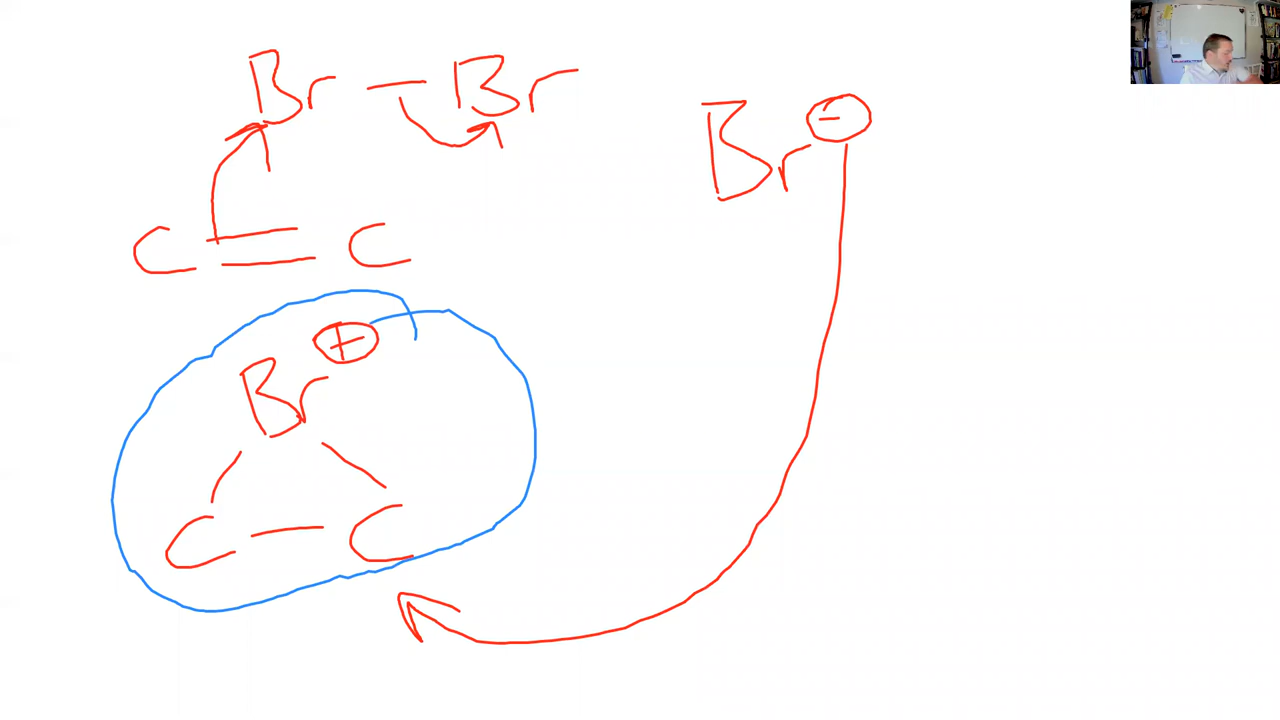 Br — Br
Br⊖
C = C
Br⊕
C — C